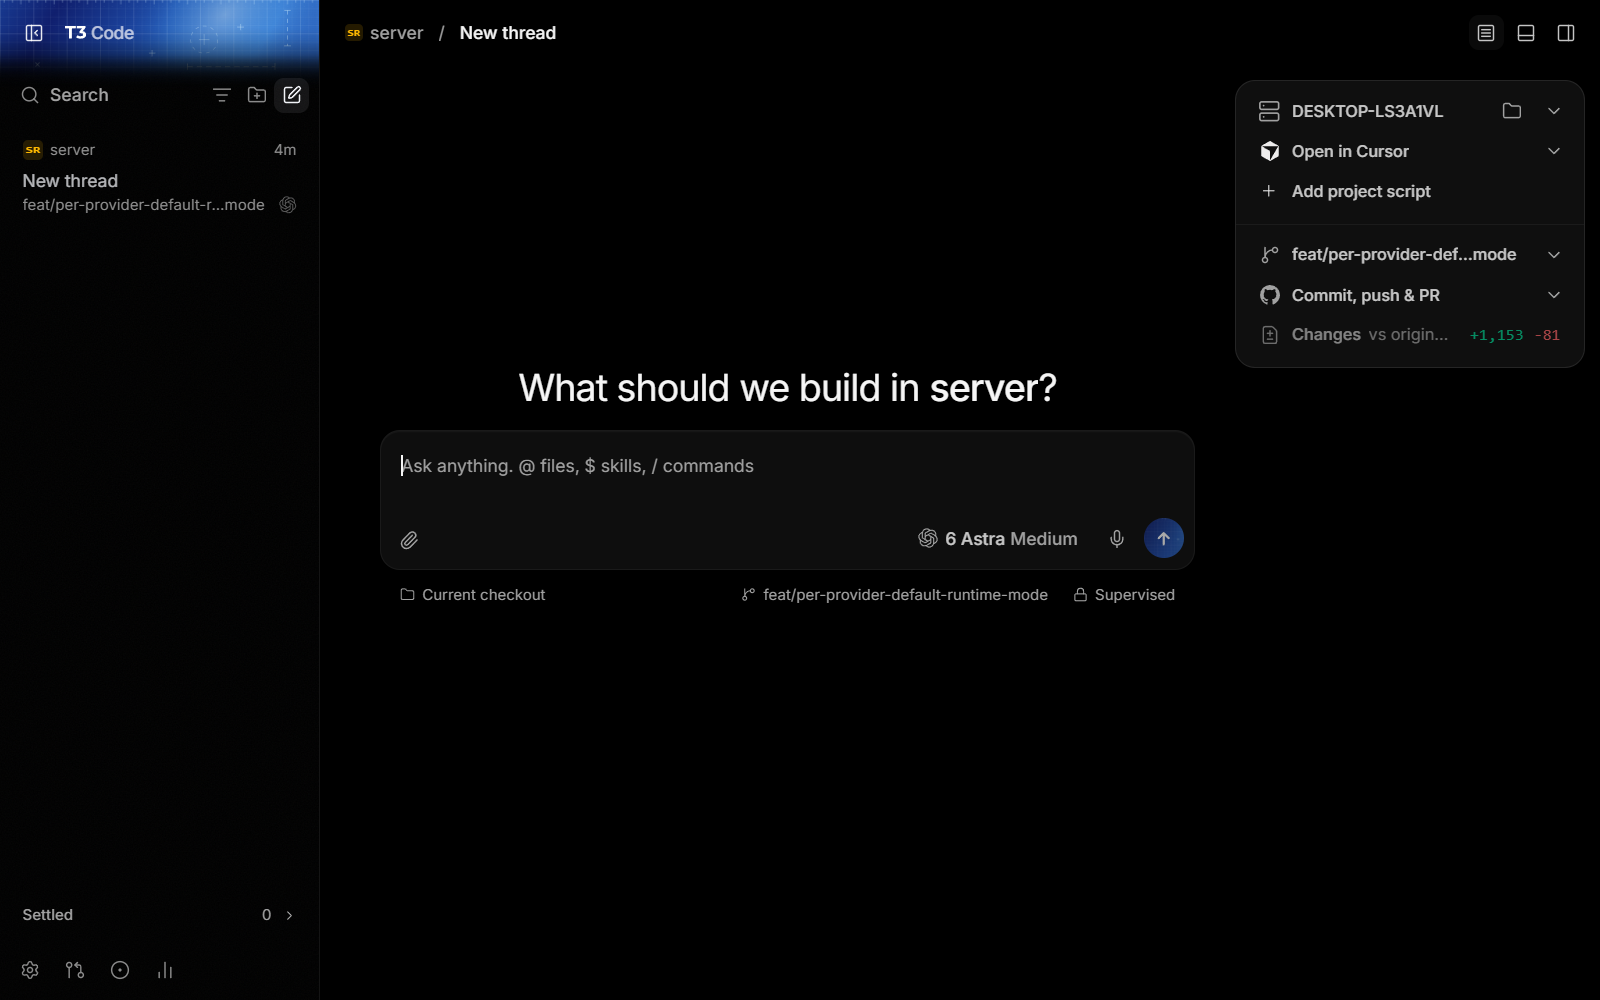 T3 Code
SR server / New thread
Search
SR server 4m
New thread
feat/per-provider-default-r...mode
DESKTOP-LS3A1VL
Open in Cursor
Add project script
feat/per-provider-def...mode
Commit, push & PR
Changes vs origin... +1,153 -81
What should we build in server?
Ask anything. @ files, $ skills, / commands
6 Astra Medium
Current checkout
feat/per-provider-default-runtime-mode
Supervised
Settled 0